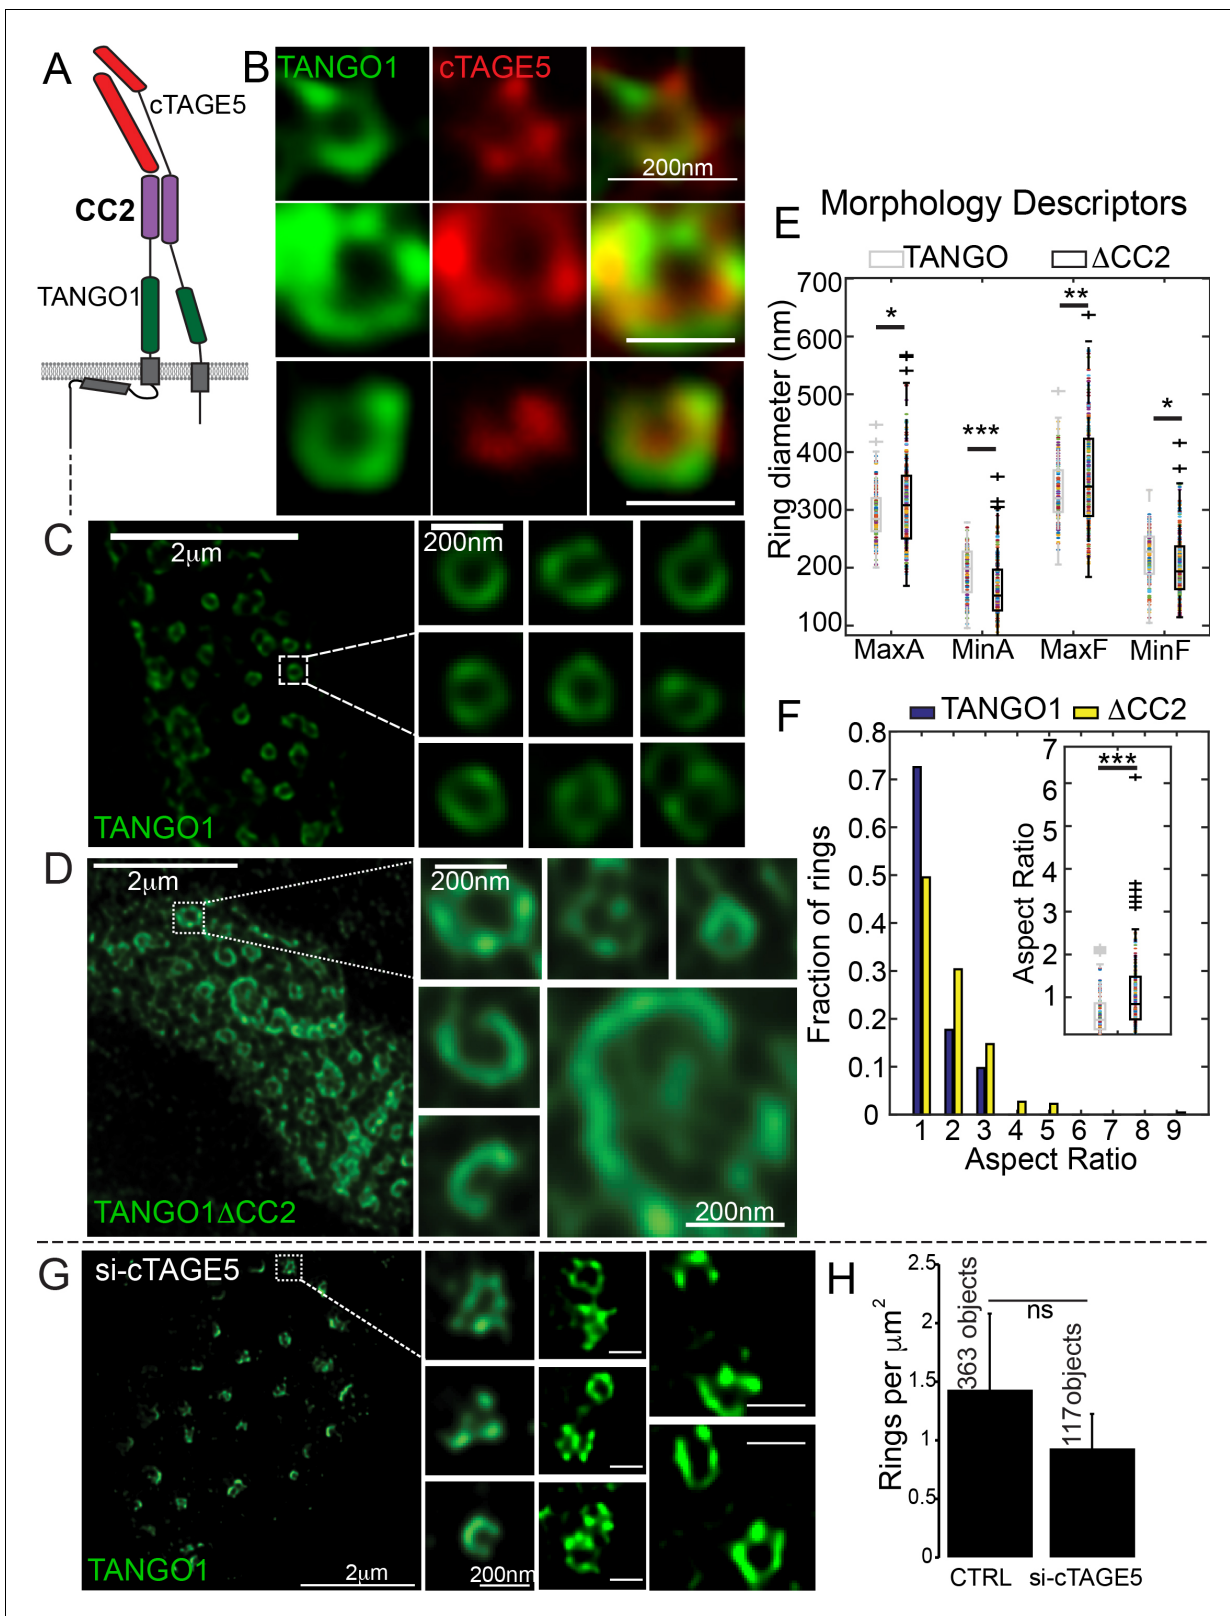 A
cTAGE5
CC2
TANGO1
B
TANGO1
cTAGE5
200nm
C
2μm
200nm
TANGO1
D
2μm
200nm
200nm
TANGO1ΔCC2
E
Morphology Descriptors
TANGO
ΔCC2
Ring diameter (nm)
700
600
500
400
300
200
100
*
***
**
*
MaxA
MinA
MaxF
MinF
F
TANGO1
ΔCC2
Fraction of rings
0.8
0.7
0.6
0.5
0.4
0.3
0.2
0.1
0
1 2 3 4 5 6 7 8 9
Aspect Ratio
Aspect Ratio
7
6
5
4
3
2
1
***
G
si-cTAGE5
TANGO1
2μm
200nm
H
Rings per μm²
2.5
2
1.5
1
0.5
0
363 objects
ns
117objects
CTRL
si-cTAGE5